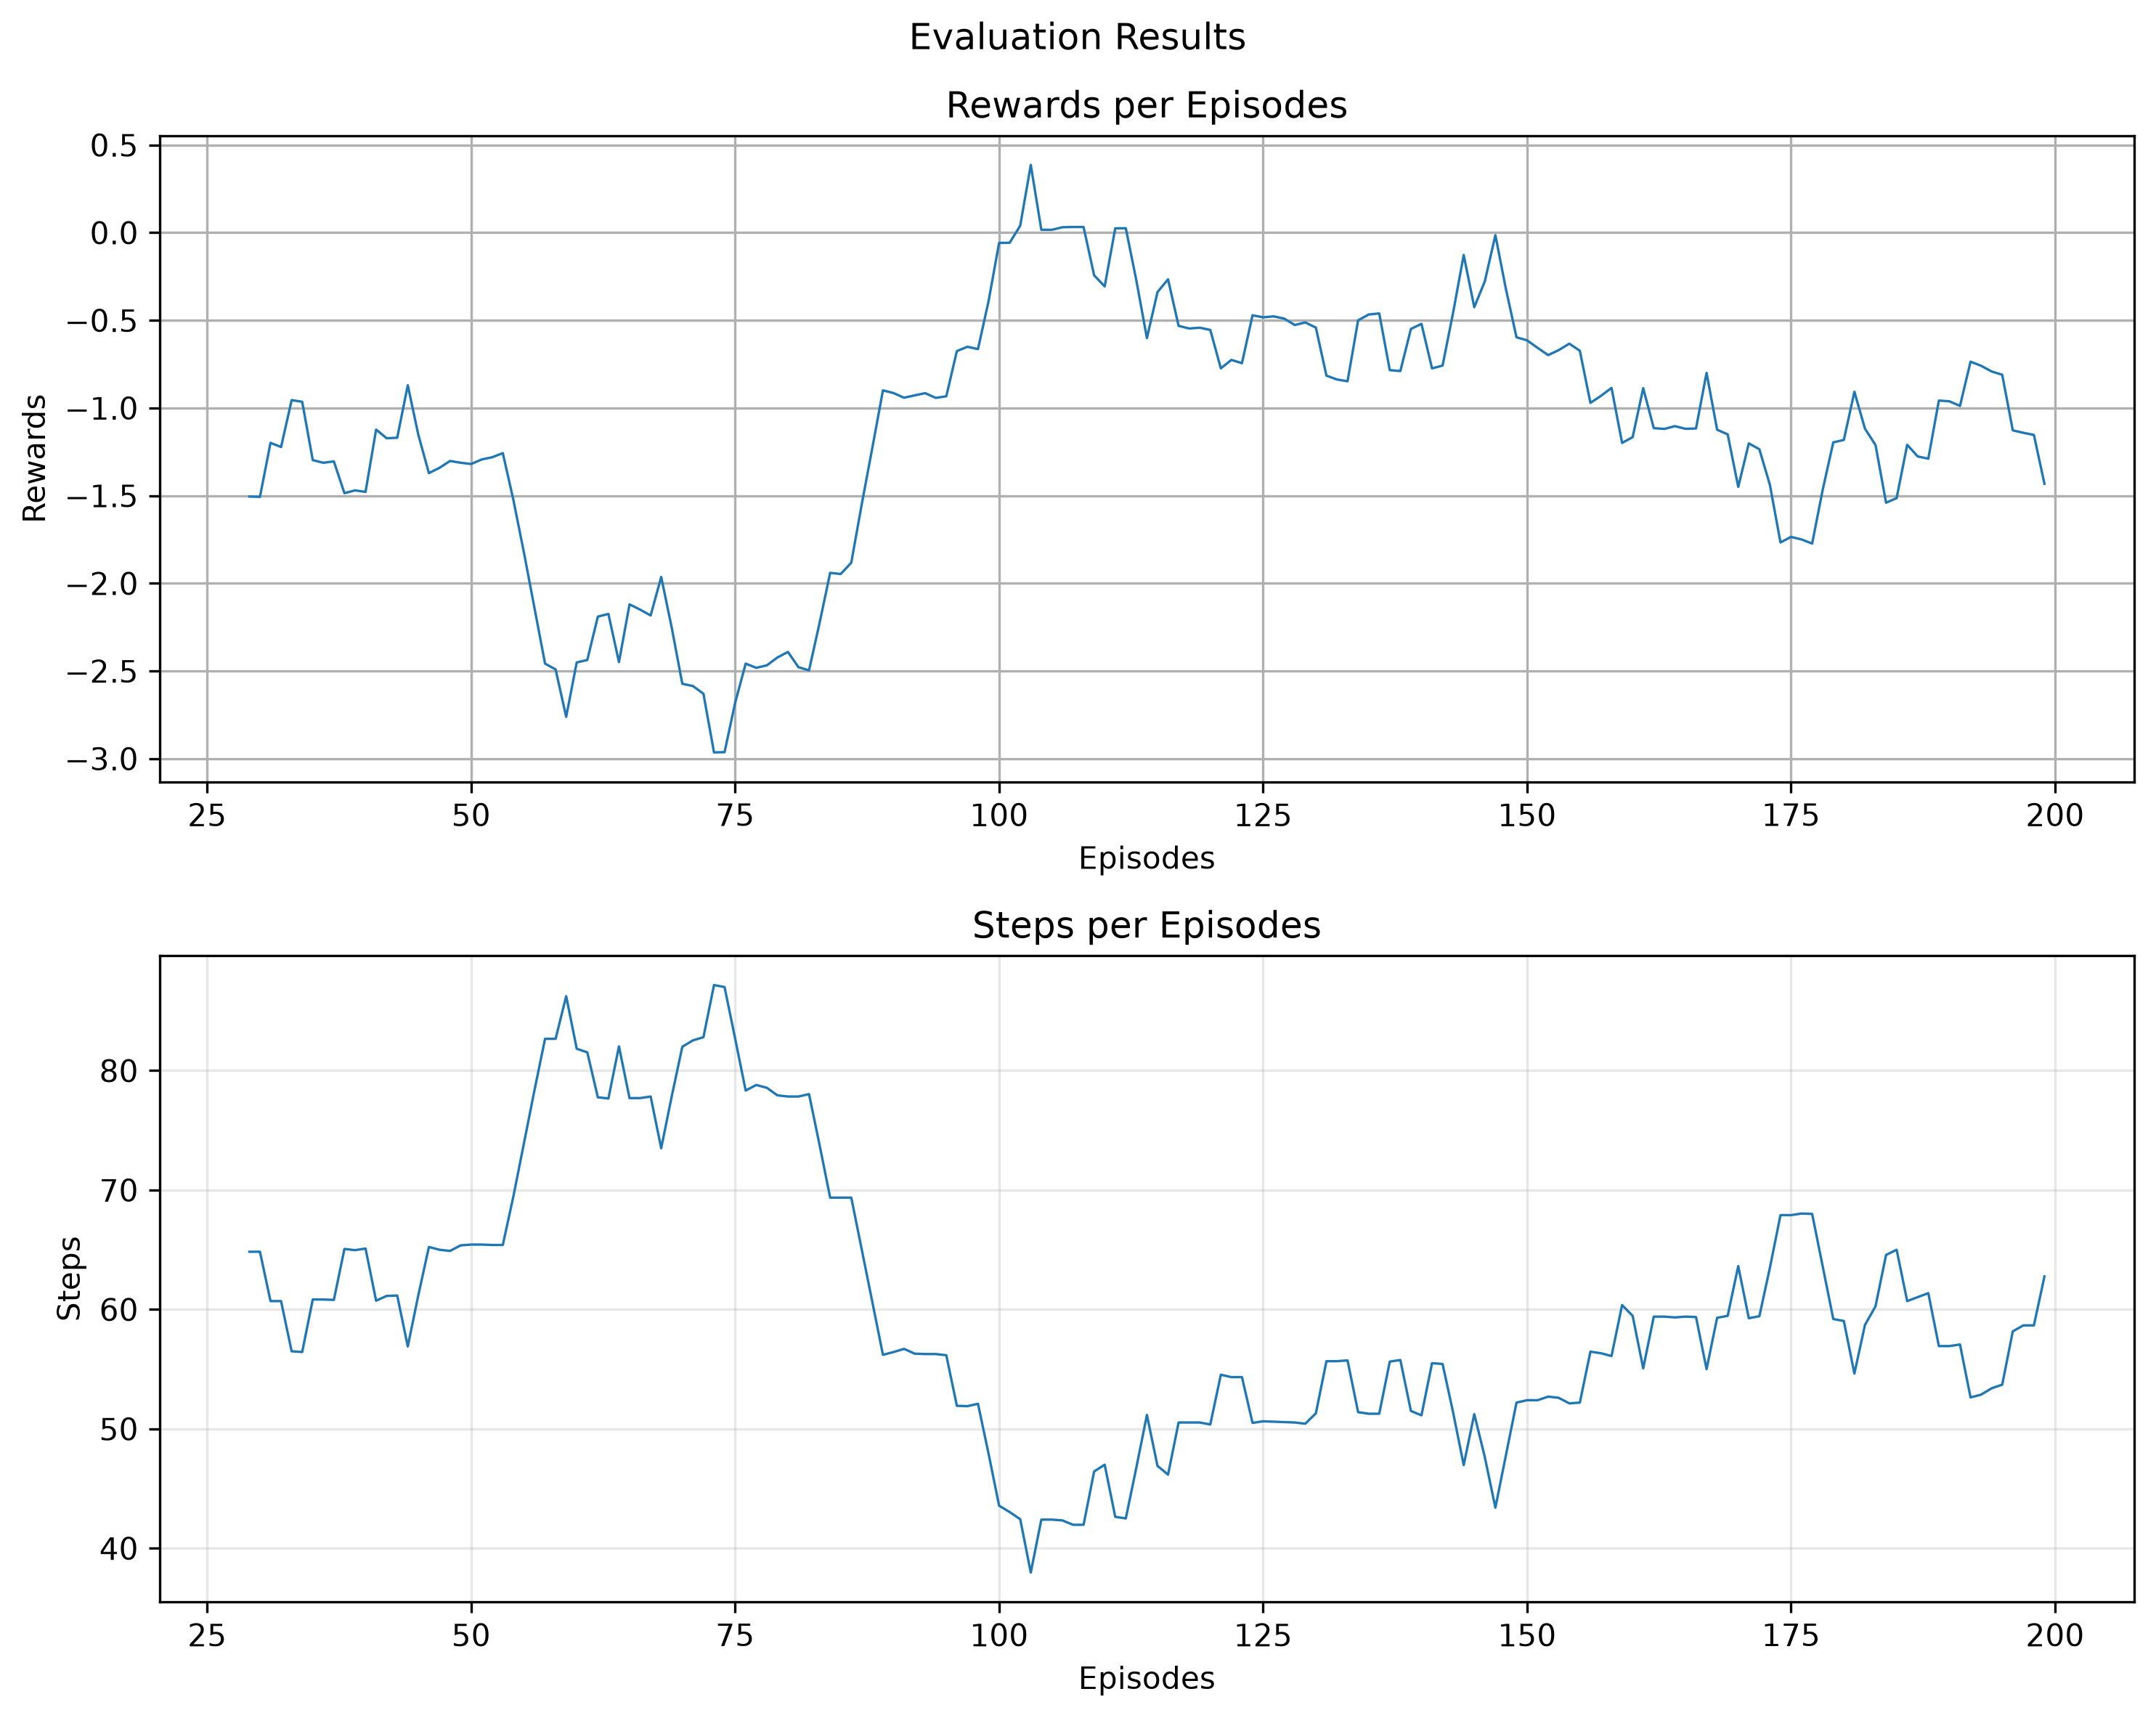 Evaluation Results
Rewards per Episodes
0.5
0.0
−0.5
−1.0
−1.5
−2.0
−2.5
−3.0
Rewards
25 50 75 100 125 150 175 200
Episodes
Steps per Episodes
80
70
60
50
40
Steps
25 50 75 100 125 150 175 200
Episodes